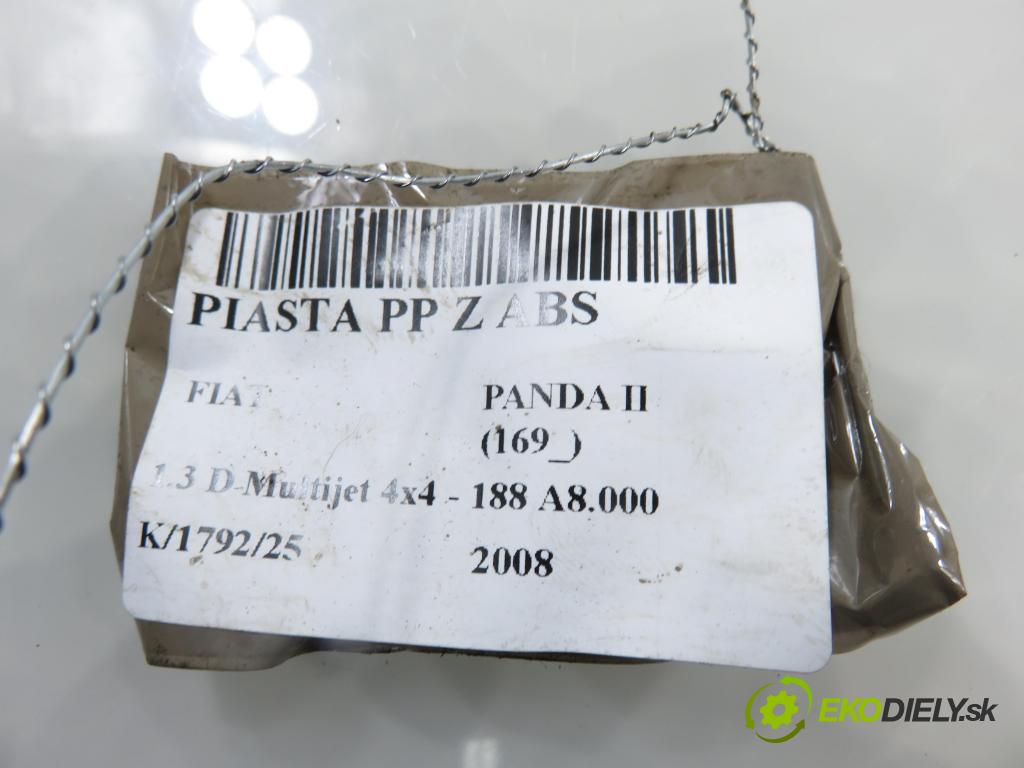 PIASTA PP Z ABS
FIAT PANDA II
(169_)
1.3 D-Multijet 4x4 - 188 A8.000
K/1792/25 2008
EKODIELY.sk